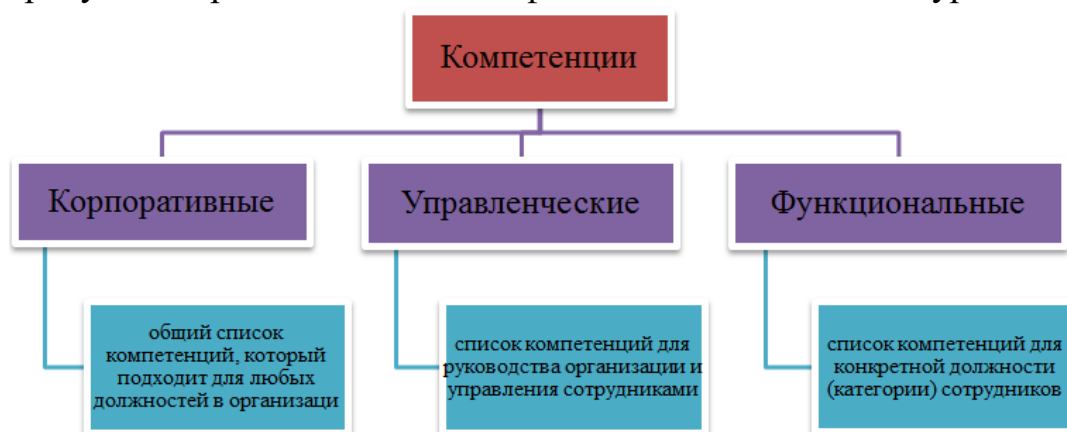 Компетенции
Корпоративные
Управленческие
Функциональные
общий список
компетенций, который
подходит для любых
должностей в организаци
список компетенций для
руководства организации и
управления сотрудниками
список компетенций для
конкретной должности
(категории) сотрудников